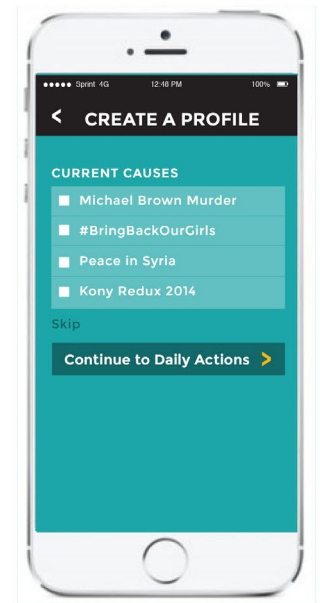 Sprint 4G 12:48 PM 100%
< CREATE A PROFILE
CURRENT CAUSES
Michael Brown Murder
#BringBackOurGirls
Peace in Syria
Kony Redux 2014
Skip
Continue to Daily Actions >